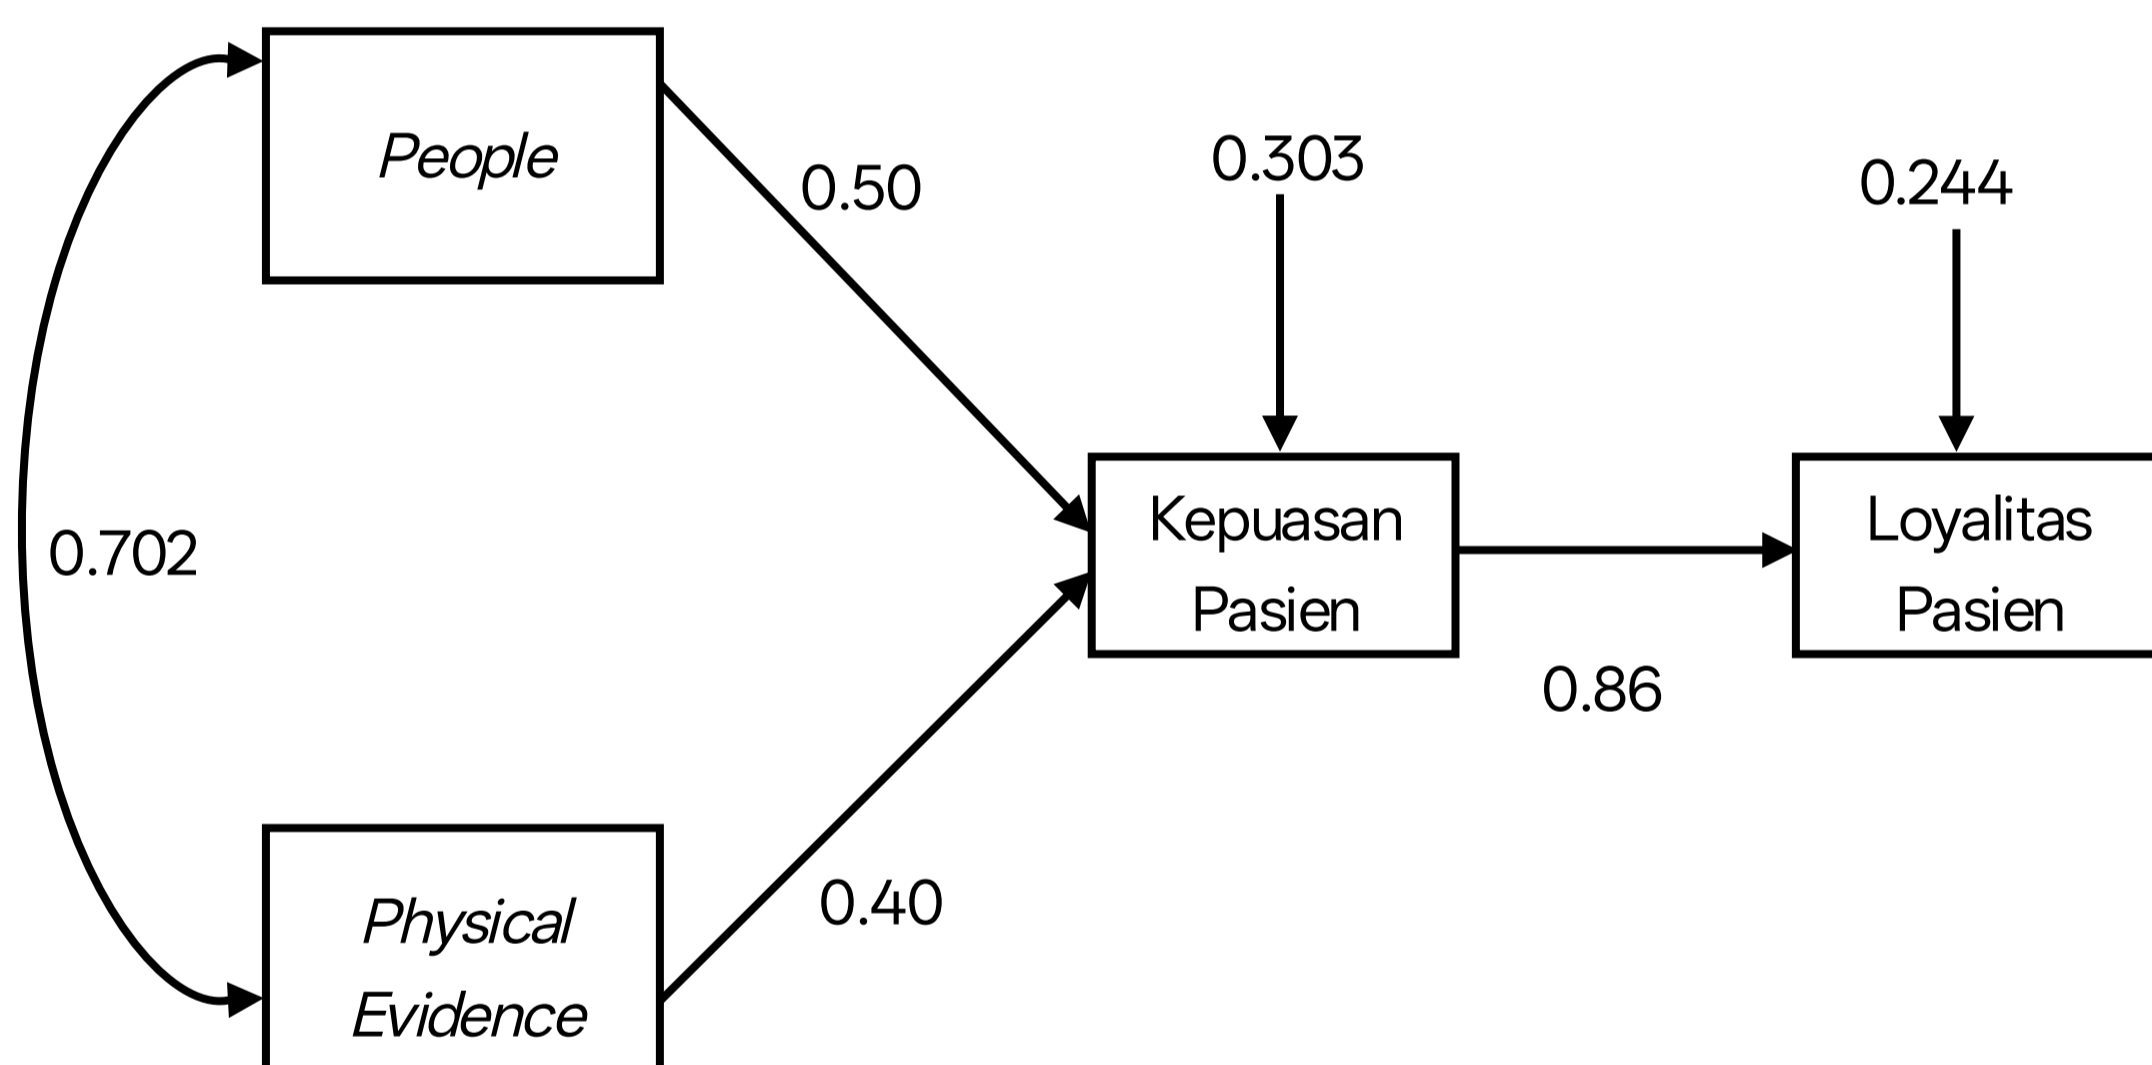 People
0.50
0.303
0.244
0.702
Kepuasan
Pasien
Loyalitas
Pasien
0.86
0.40
Physical
Evidence